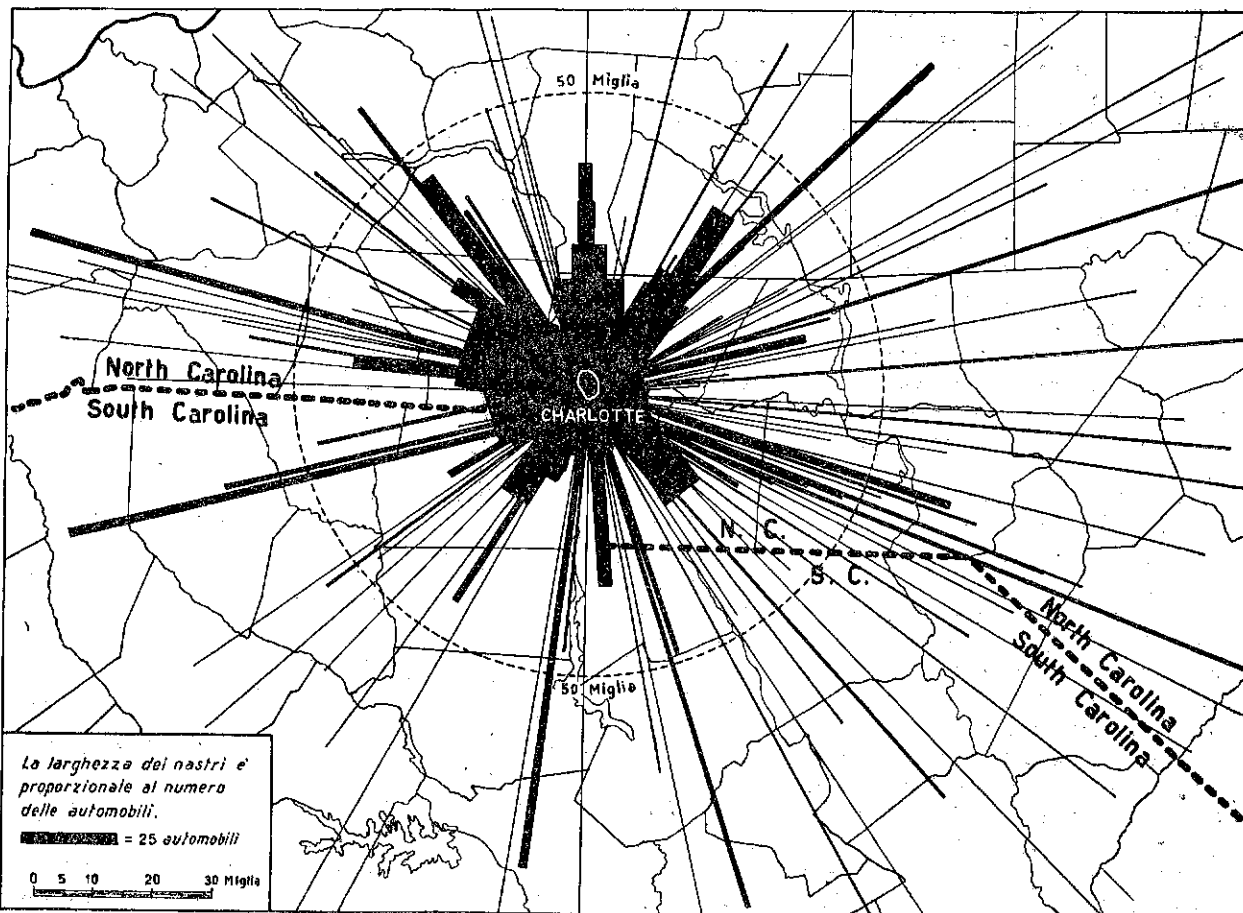 50 Miglia
North Carolina
South Carolina
CHARLOTTE
N. C.
S. C.
North Carolina
South Carolina
50 Miglia
La larghezza dei nastri e'
proporzionale al numero
delle automobili.
= 25 automobili
0 5 10 20 30 Miglia